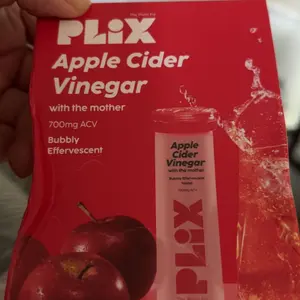 PLiX
Apple Cider
Vinegar
with the mother
700mg ACV
Bubbly
Effervescent
Apple
Cider
Vinegar
with the mother
PLiX